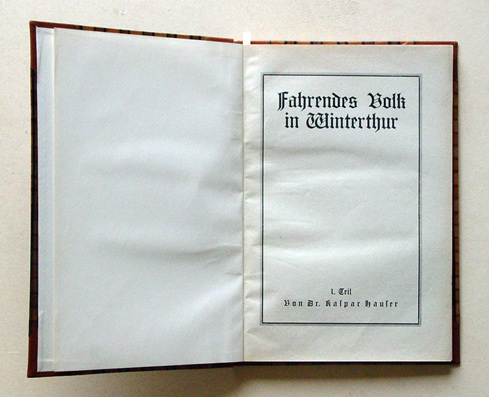 Fahrendes Volk
in Winterthur
1. Teil
Von Dr. Kaspar Hauser